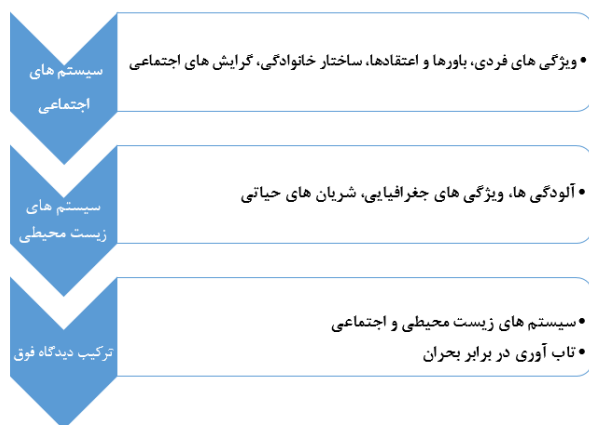 سیستم های
اجتماعی
• ویژگی های فردی، باورها و اعتقادها، ساختار خانوادگی، گرایش های اجتماعی
سیستم های
زیست محیطی
• آلودگی ها، ویژگی های جغرافیایی، شریان های حیاتی
ترکیب دیدگاه فوق
• سیستم های زیست محیطی و اجتماعی
• تاب آوری در برابر بحران